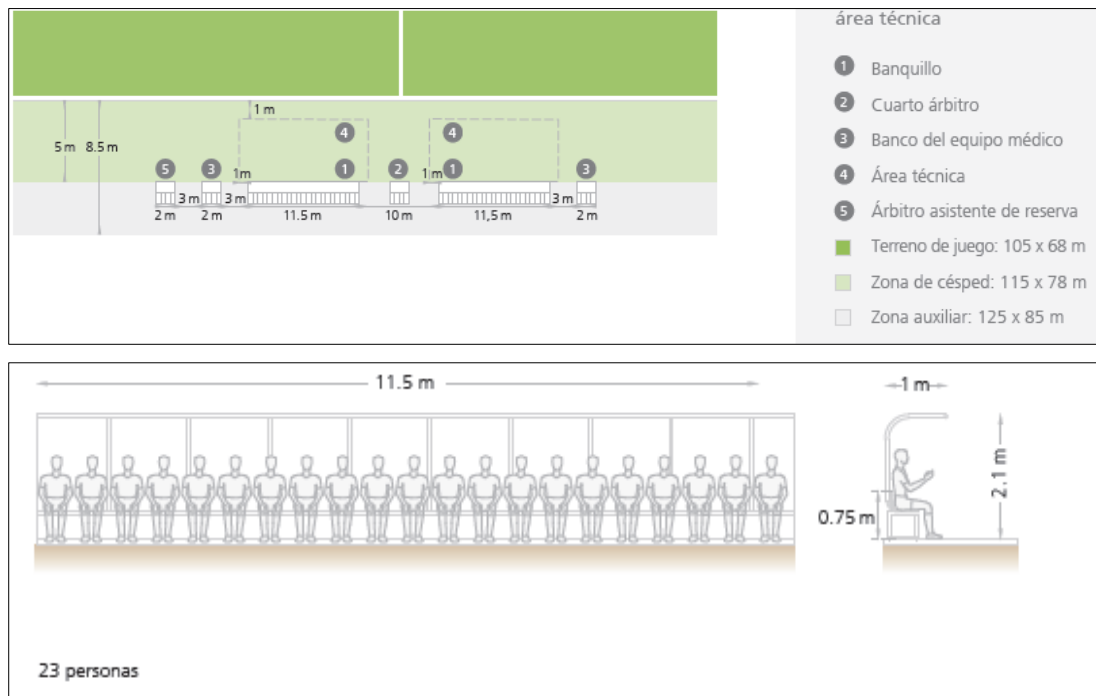 área técnica
1 Banquillo
2 Cuarto árbitro
3 Banco del equipo médico
4 Área técnica
5 Árbitro asistente de reserva
Terreno de juego: 105 x 68 m
Zona de césped: 115 x 78 m
Zona auxiliar: 125 x 85 m
1 m
4 4
5 m 8.5 m
5 3 1m 1 2 1m 1 3
3 m 3 m 3 m
2 m 2 m 11.5 m 10 m 11,5 m 2 m
11.5 m
1 m
2.1 m
0.75 m
23 personas